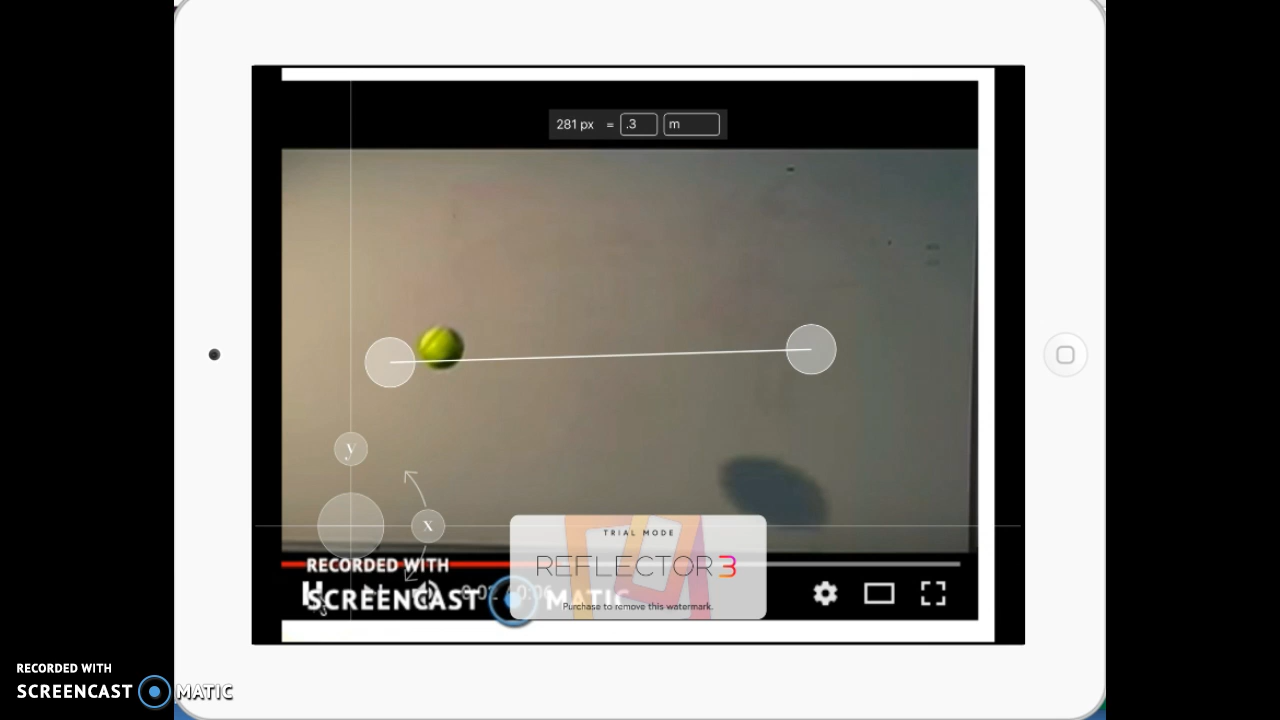 281 px = .3 m
y
x
TRIAL MODE
REFLECTOR 3
Purchase to remove this watermark.
RECORDED WITH
SCREENCAST MATIC
RECORDED WITH
SCREENCAST MATIC